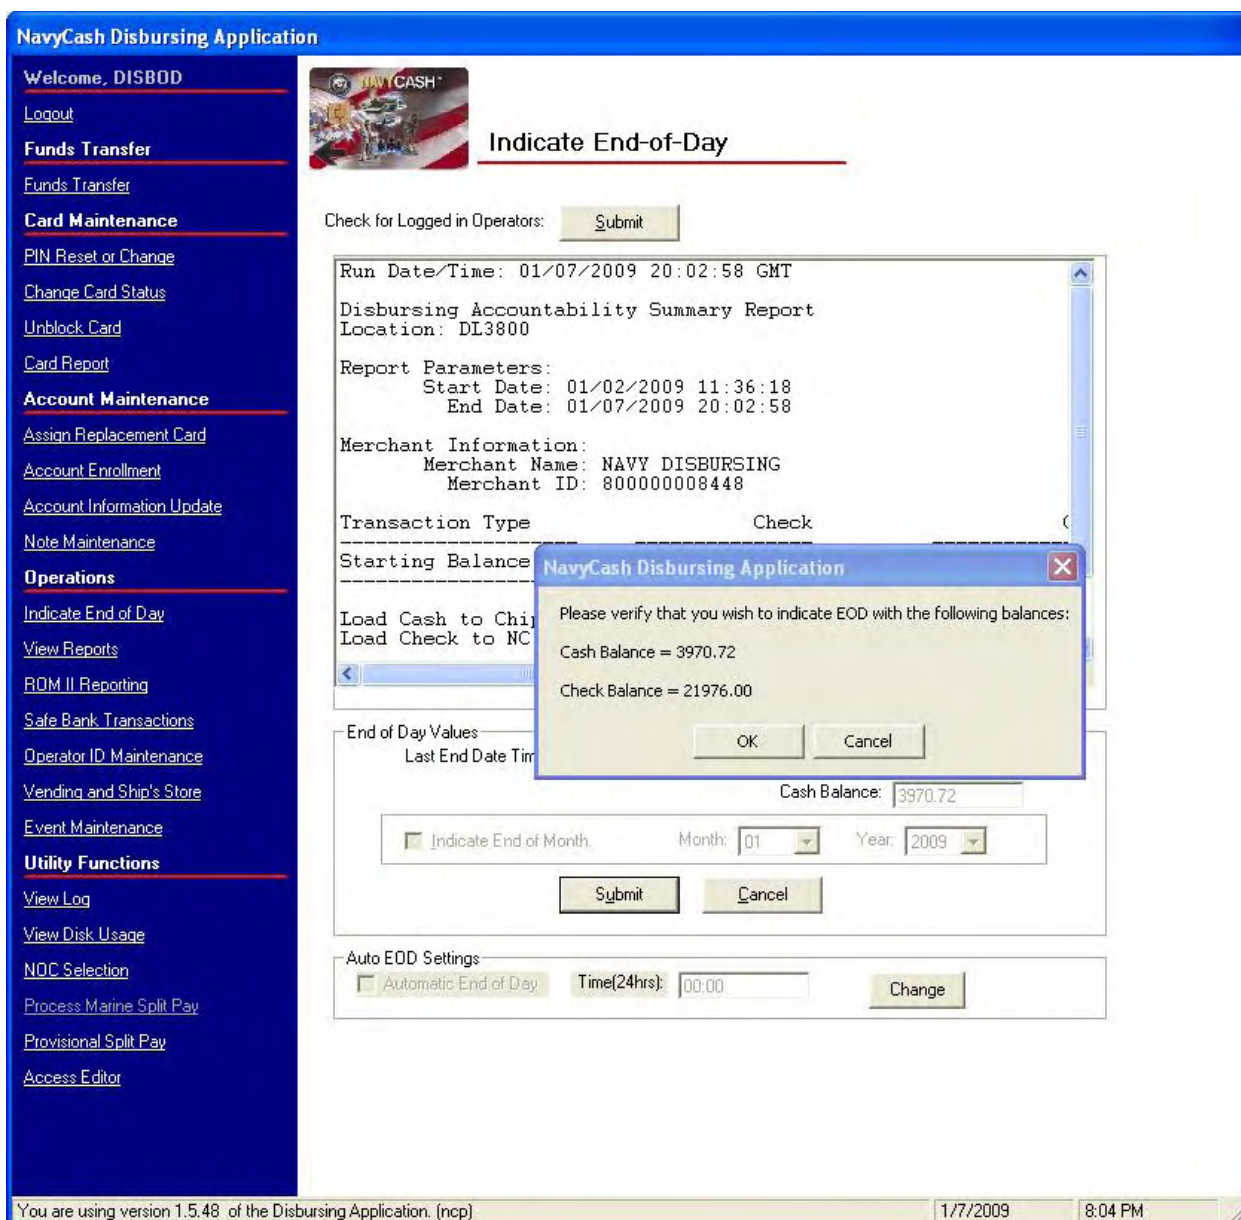 NavyCash Disbursing Application
Welcome, DISBOD
Logout
Funds Transfer
Funds Transfer
Card Maintenance
PIN Reset or Change
Change Card Status
Unblock Card
Card Report
Account Maintenance
Assign Replacement Card
Account Enrollment
Account Information Update
Note Maintenance
Operations
Indicate End of Day
View Reports
ROM II Reporting
Safe Bank Transactions
Operator ID Maintenance
Vending and Ship's Store
Event Maintenance
Utility Functions
View Log
View Disk Usage
NOC Selection
Process Marine Split Pay
Provisional Split Pay
Access Editor
NAVYCASH
Indicate End-of-Day
Check for Logged in Operators: Submit
Run Date/Time: 01/07/2009 20:02:58 GMT
Disbursing Accountability Summary Report
Location: DL3800
Report Parameters:
Start Date: 01/02/2009 11:36:18
End Date: 01/07/2009 20:02:58
Merchant Information:
Merchant Name: NAVY DISBURSING
Merchant ID: 800000008448
Transaction Type Check
Starting Balance
Load Cash to Chip
Load Check to NC
NavyCash Disbursing Application
Please verify that you wish to indicate EOD with the following balances:
Cash Balance = 3970.72
Check Balance = 21976.00
OK Cancel
End of Day Values
Last End Date Tim
Cash Balance: 3970.72
Indicate End of Month. Month: 01 Year: 2009
Submit Cancel
Auto EOD Settings
Automatic End of Day Time(24hrs): 00:00 Change
You are using version 1.5.48 of the Disbursing Application. (ncp) 1/7/2009 8:04 PM